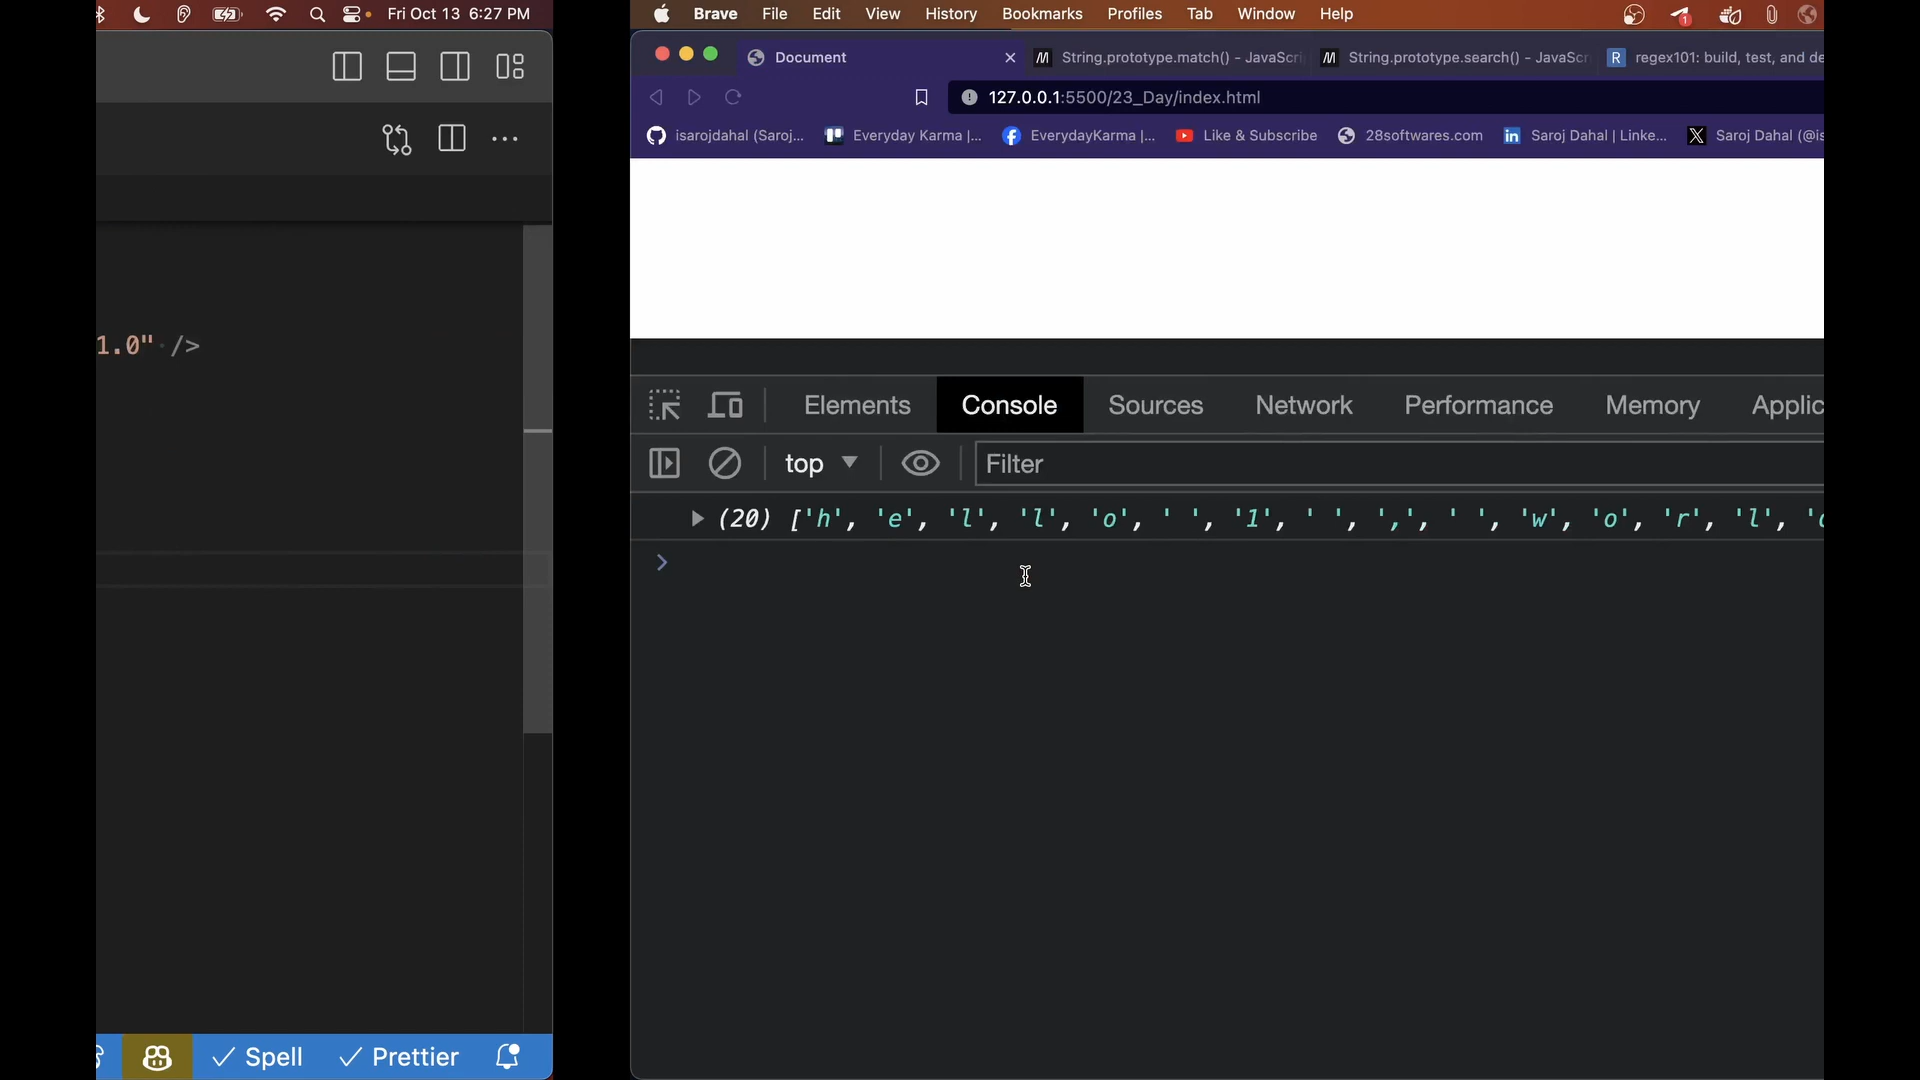 Fri Oct 13 6:27 PM
1.0" />
Spell
Prettier
Brave File Edit View History Bookmarks Profiles Tab Window Help
1
Document
String.prototype.match() - JavaScri
String.prototype.search() - JavaScr
R regex101: build, test, and de
127.0.0.1:5500/23_Day/index.html
isarojdahal (Saroj... Everyday Karma |... EverydayKarma |... Like & Subscribe 28softwares.com Saroj Dahal | Linke... Saroj Dahal (@is
Elements Console Sources Network Performance Memory Applic
top Filter
(20) ['h', 'e', 'l', 'l', 'o', ' ', '1', ' ', ',', ' ', 'w', 'o', 'r', 'l',